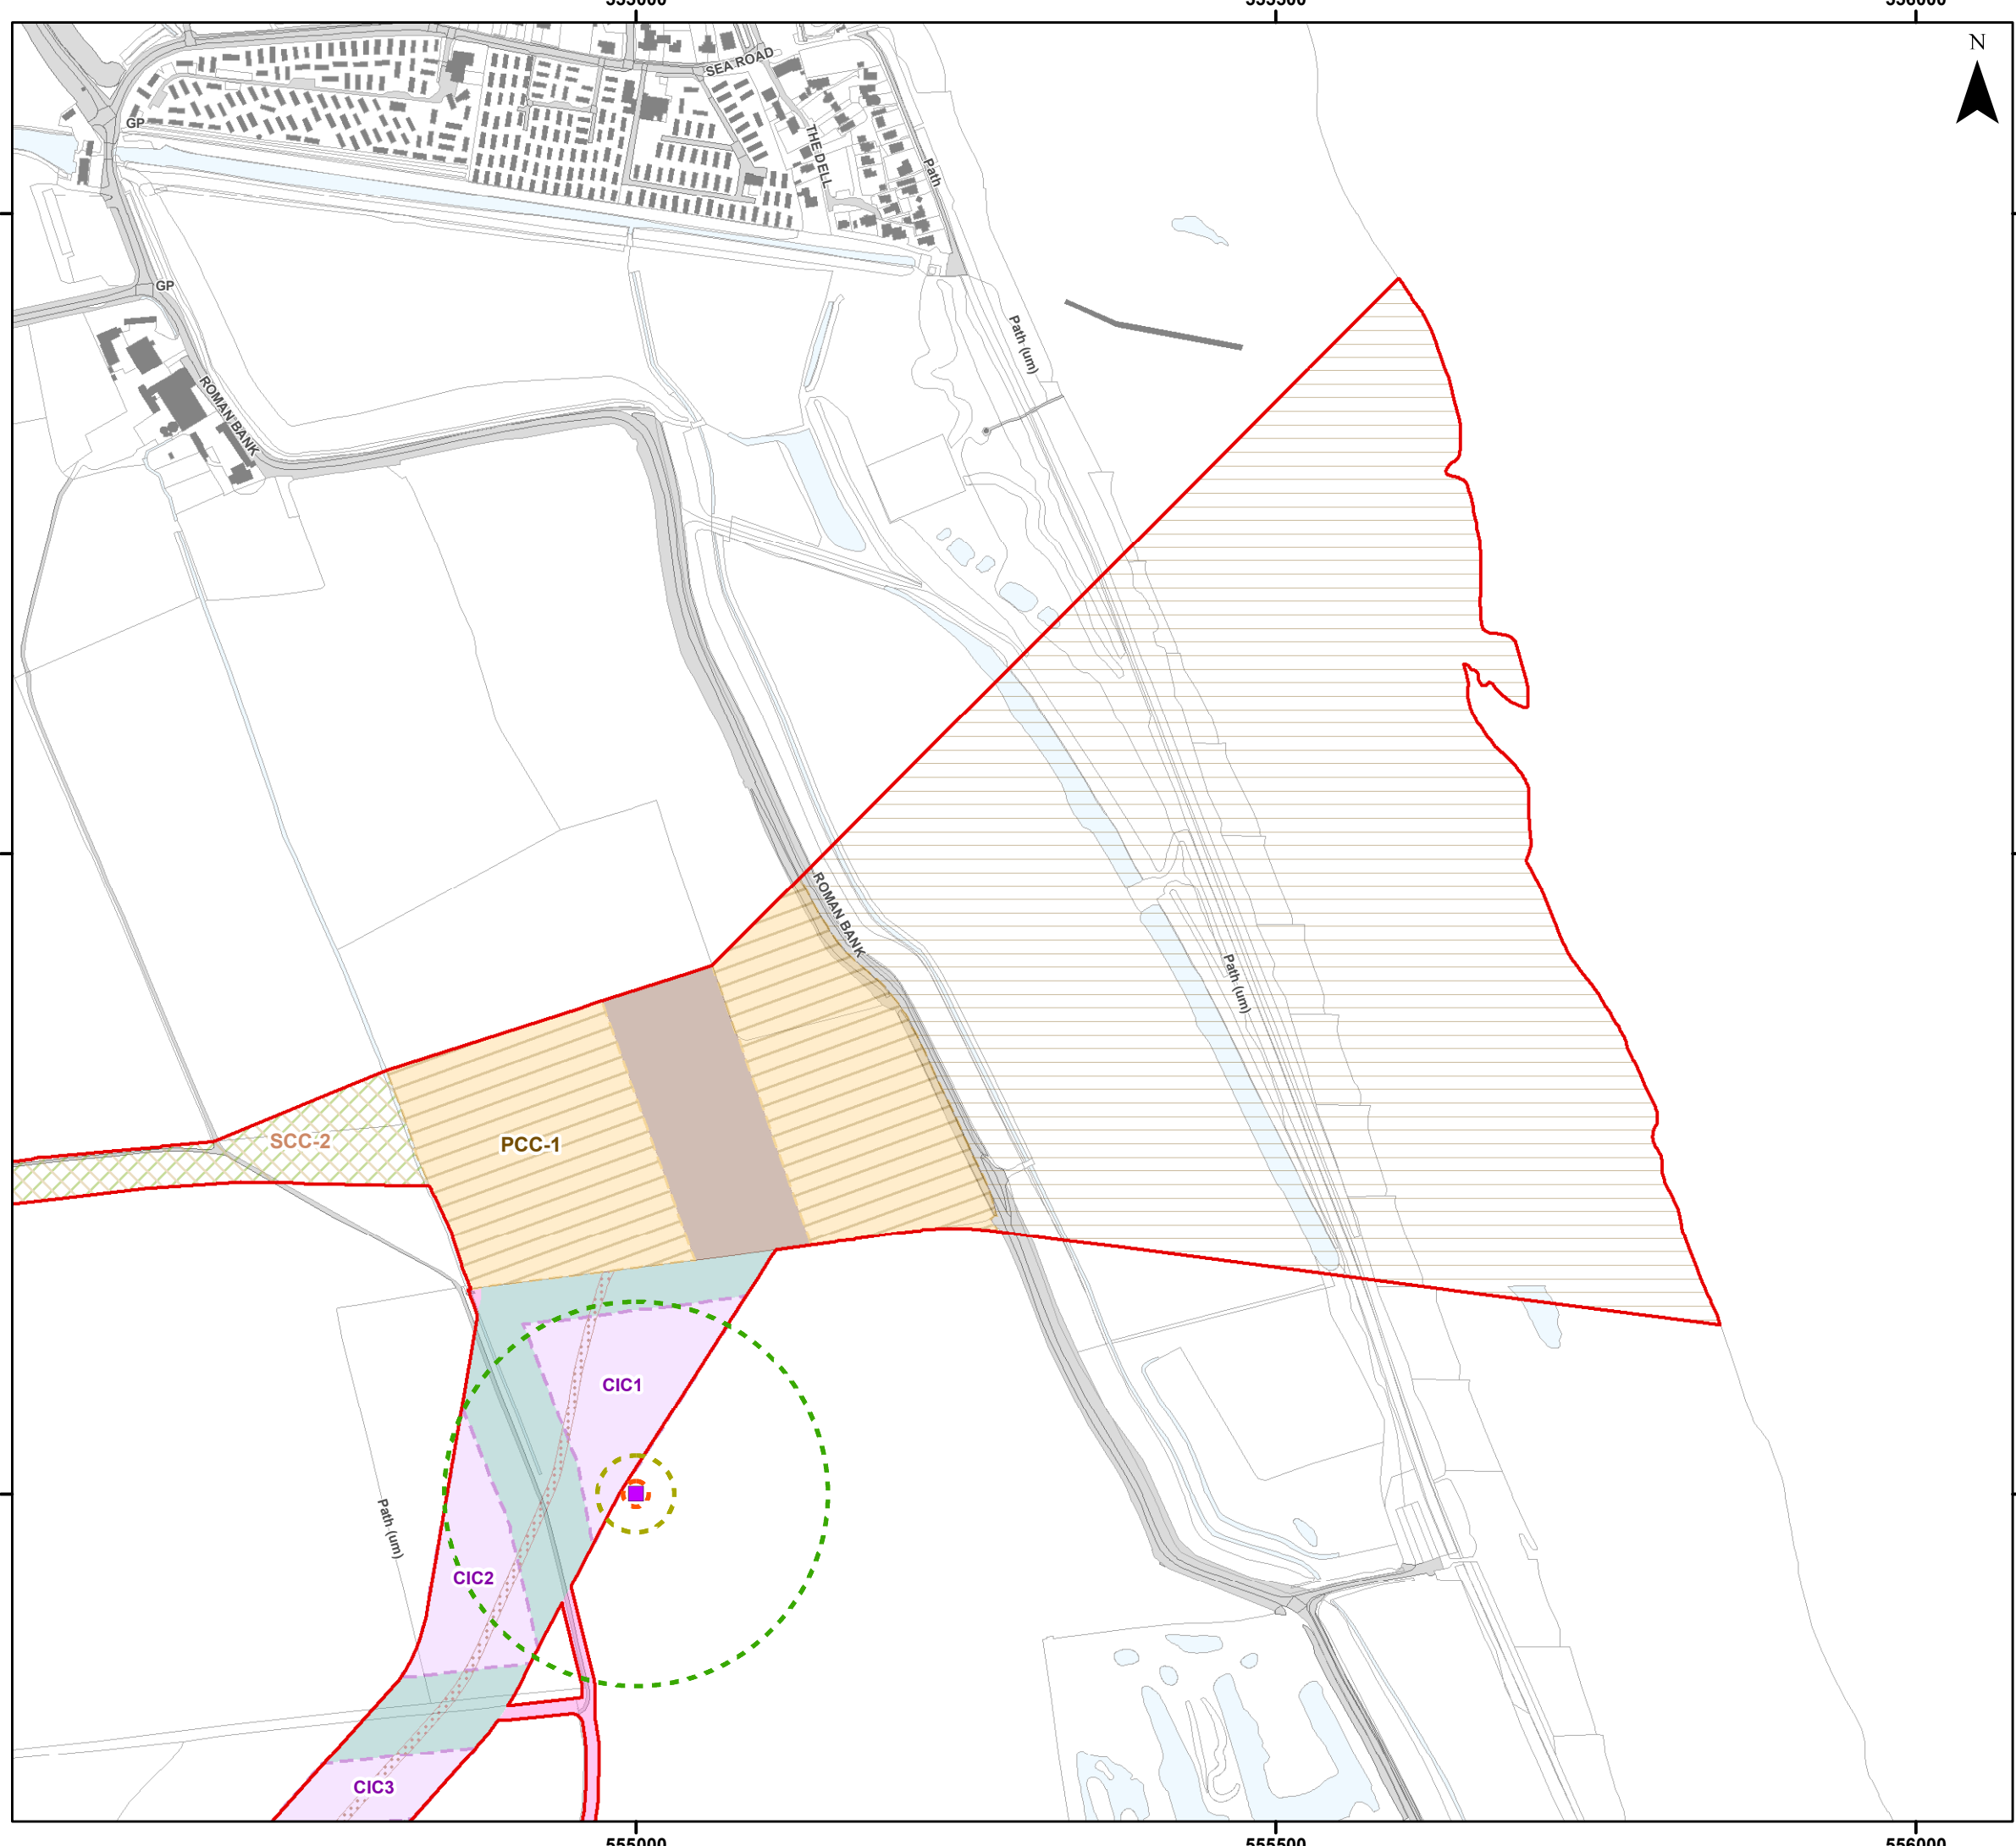 555000
555500
556000
N
SEA ROAD
GP
THE DELL
Path
GP
Path (um)
ROMAN BANK
ROMAN BANK
Path (um)
SCC-2
PCC-1
CIC1
Path (um)
CIC2
CIC3
555000
555500
556000